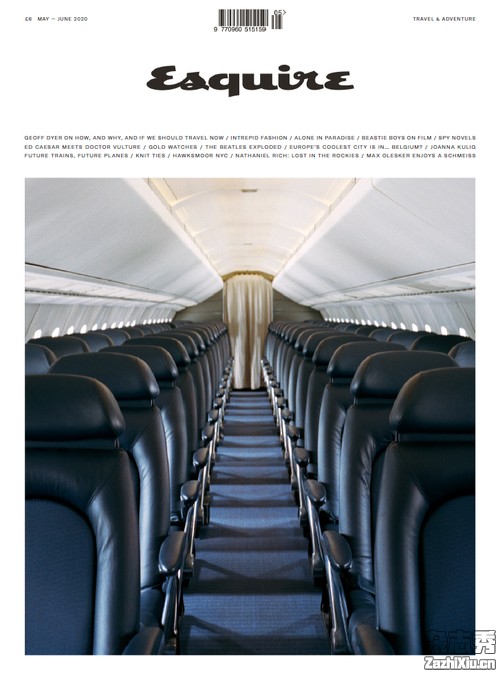 £6 MAY — JUNE 2020
05>
9 770960 515159
TRAVEL & ADVENTURE
Esquire
GEOFF DYER ON HOW, AND WHY, AND IF WE SHOULD TRAVEL NOW / INTREPID FASHION / ALONE IN PARADISE / BEASTIE BOYS ON FILM / SPY NOVELS
ED CAESAR MEETS DOCTOR VULTURE / GOLD WATCHES / THE BEATLES EXPLODED / EUROPE'S COOLEST CITY IS IN... BELGIUM? / JOANNA KULIG
FUTURE TRAINS, FUTURE PLANES / KNIT TIES / HAWKSMOOR NYC / NATHANIEL RICH: LOST IN THE ROCKIES / MAX OLESKER ENJOYS A SCHMEISS
ZaZhiXiu.cn